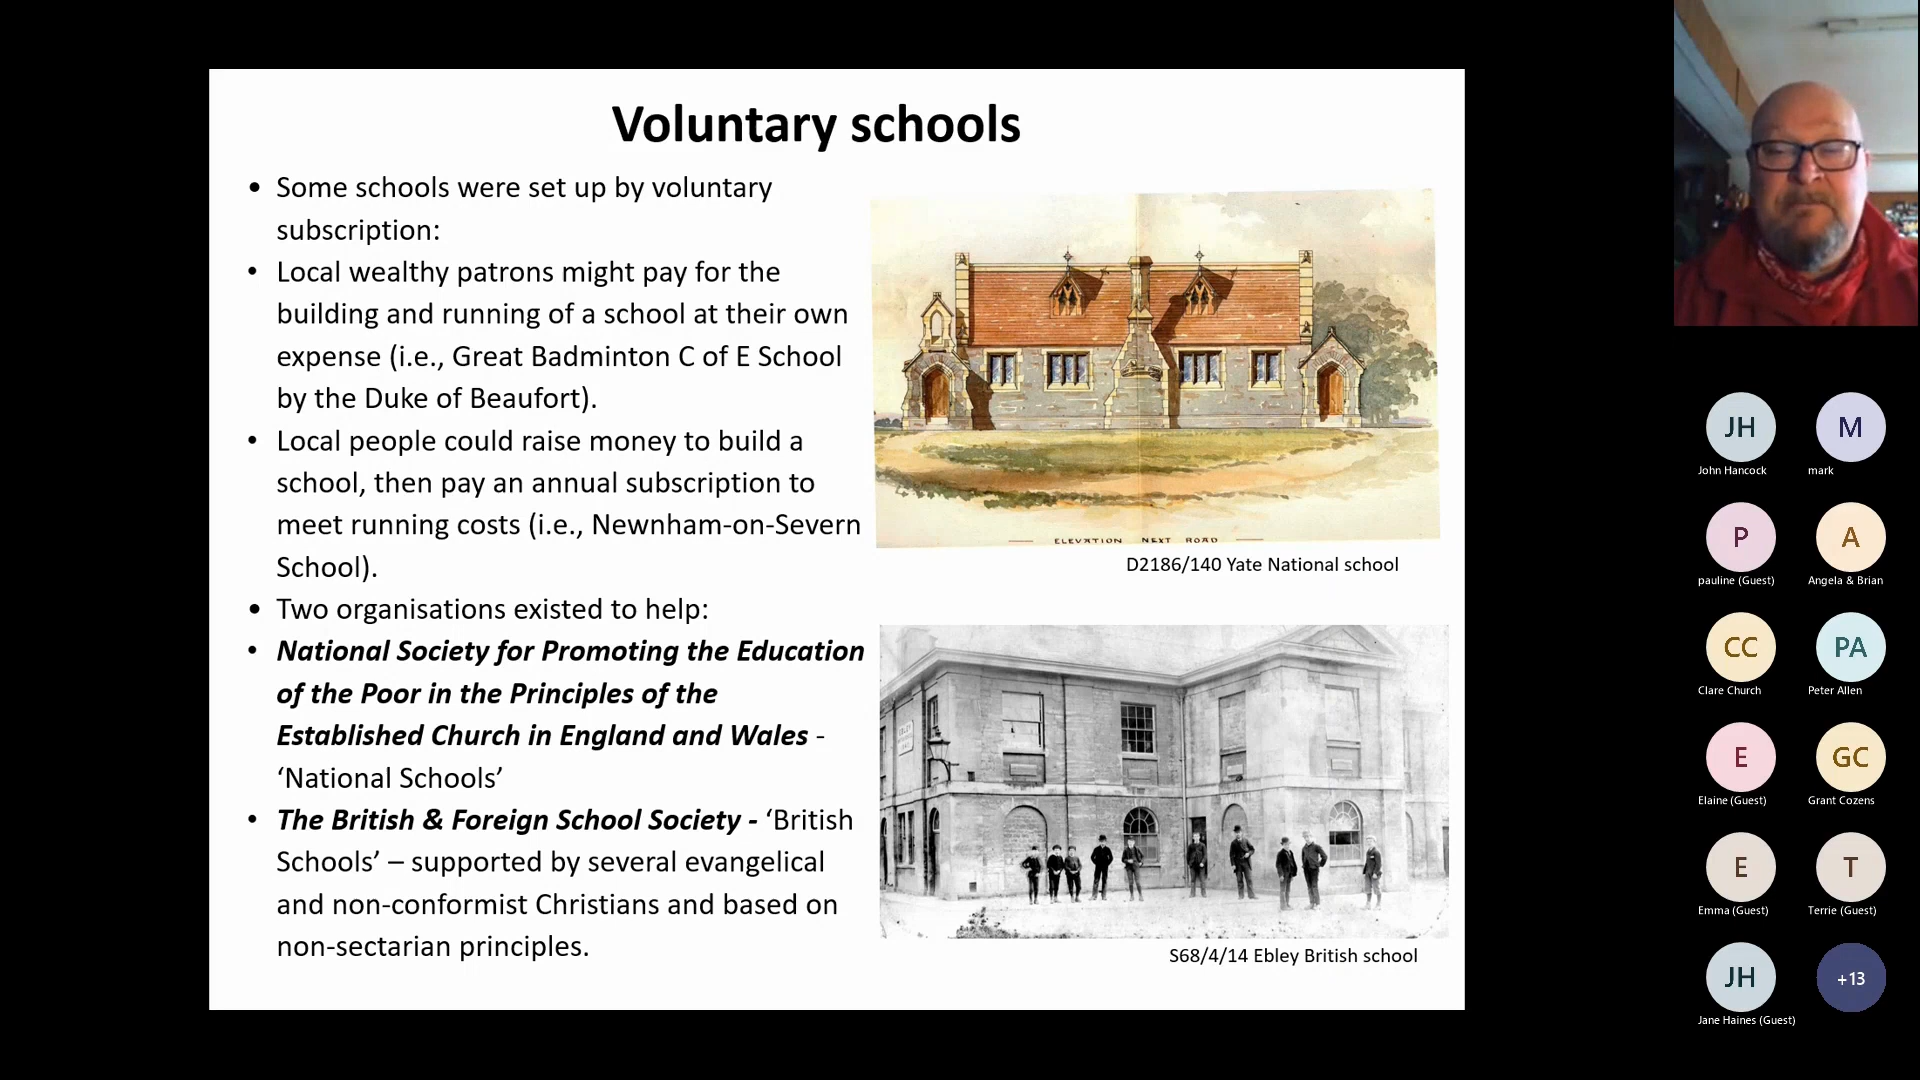 Voluntary schools
• Some schools were set up by voluntary
subscription:
• Local wealthy patrons might pay for the
building and running of a school at their own
expense (i.e., Great Badminton C of E School
by the Duke of Beaufort).
• Local people could raise money to build a
school, then pay an annual subscription to
meet running costs (i.e., Newnham-on-Severn
School).
• Two organisations existed to help:
• National Society for Promoting the Education
of the Poor in the Principles of the
Established Church in England and Wales -
‘National Schools’
• The British & Foreign School Society - ‘British
Schools’ – supported by several evangelical
and non-conformist Christians and based on
non-sectarian principles.
ELEVATION NEXT ROAD
D2186/140 Yate National school
S68/4/14 Ebley British school
JH
John Hancock
M
mark
P
pauline (Guest)
A
Angela & Brian
CC
Clare Church
PA
Peter Allen
E
Elaine (Guest)
GC
Grant Cozens
E
Emma (Guest)
T
Terrie (Guest)
JH
Jane Haines (Guest)
+13